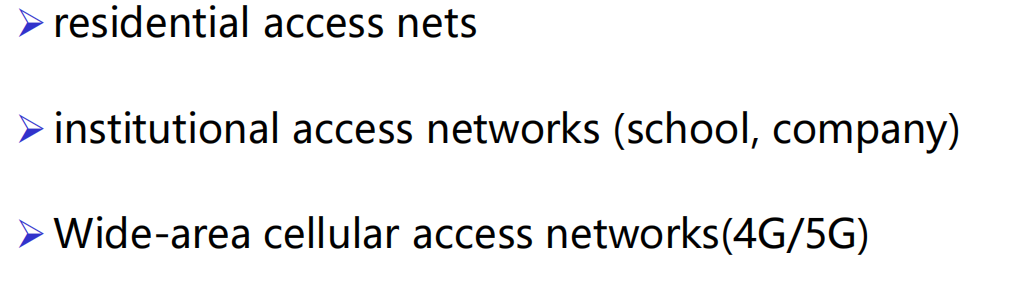 residential access nets
institutional access networks (school, company)
Wide-area cellular access networks(4G/5G)